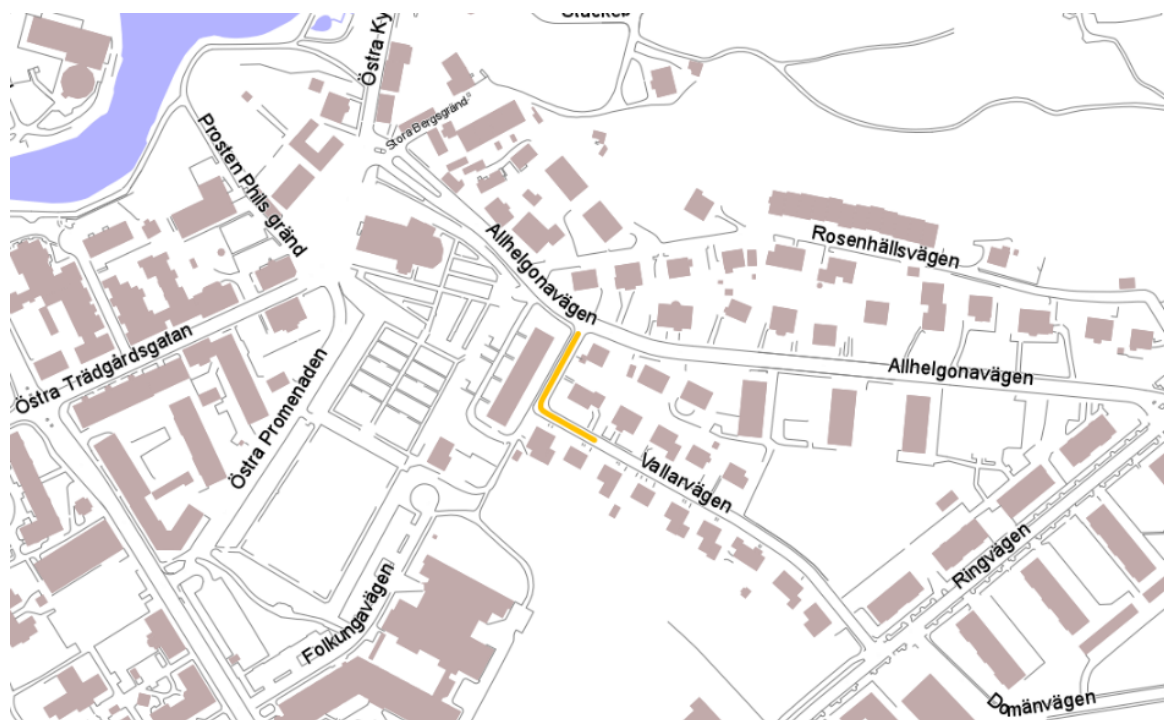 Östra Ky
Stora Bergsgränd
Prosten Phils gränd
Allhelgonavägen
Rosenhällsvägen
Östra Trädgårdsgatan
Östra Promenaden
Allhelgonavägen
Vallarvägen
Ringvägen
Folkungavägen
Domänvägen